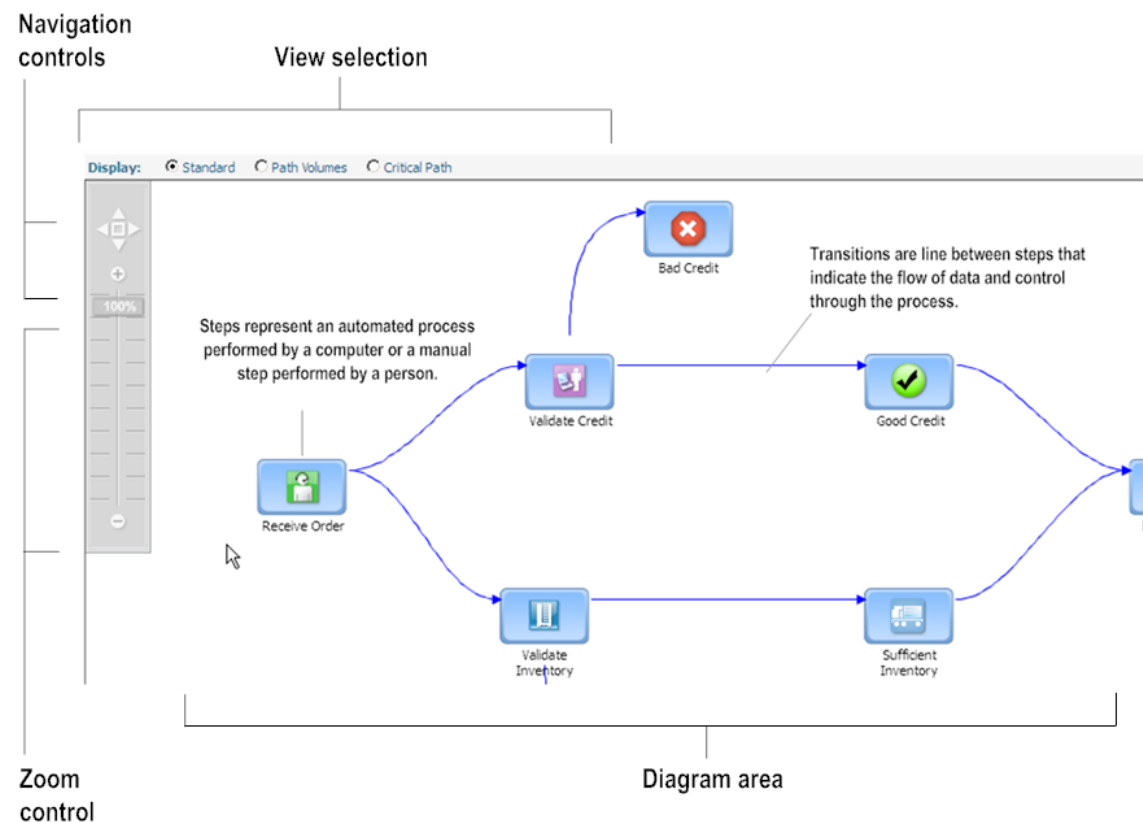 Navigation
controls
View selection
Display: Standard Path Volumes Critical Path
Bad Credit
Transitions are line between steps that
indicate the flow of data and control
through the process.
100%
Steps represent an automated process
performed by a computer or a manual
step performed by a person.
Validate Credit
Good Credit
Receive Order
Validate
Inventory
Sufficient
Inventory
Zoom
control
Diagram area